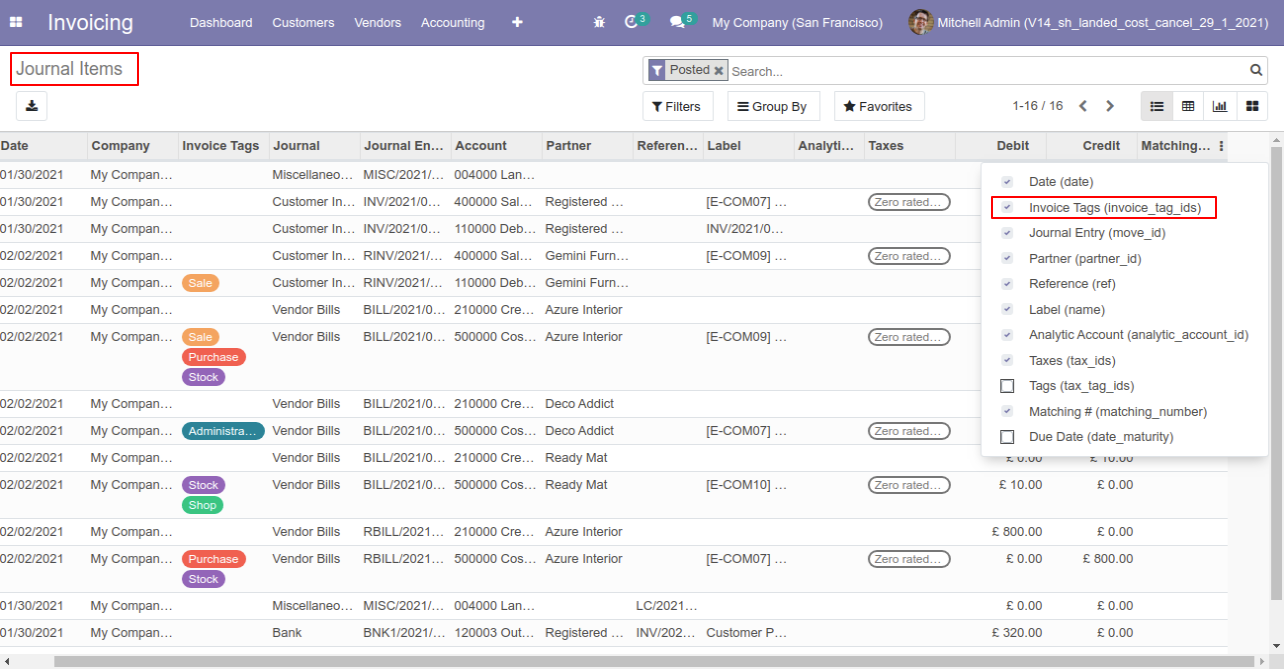 Invoicing Dashboard Customers Vendors Accounting 3 5 My Company (San Francisco) Mitchell Admin (V14_sh_landed_cost_cancel_29_1_2021)
Journal Items Posted Search...
Filters Group By Favorites 1-16 / 16
Date Company Invoice Tags Journal Journal En... Account Partner Referen... Label Analyti... Taxes Debit Credit Matching...
01/30/2021 My Compan... Miscellaneo... MISC/2021/... 004000 Lan...
01/30/2021 My Compan... Customer In... INV/2021/0... 400000 Sal... Registered ... [E-COM07] ... Zero rated...
01/30/2021 My Compan... Customer In... INV/2021/0... 110000 Deb... Registered ... INV/2021/0...
02/02/2021 My Compan... Customer In... RINV/2021/... 400000 Sal... Gemini Furn... [E-COM09] ... Zero rated...
02/02/2021 My Compan... Sale Customer In... RINV/2021/... 110000 Deb... Gemini Furn...
02/02/2021 My Compan... Vendor Bills BILL/2021/0... 210000 Cre... Azure Interior
02/02/2021 My Compan... Sale Vendor Bills BILL/2021/0... 500000 Cos... Azure Interior [E-COM09] ... Zero rated...
Purchase
Stock
02/02/2021 My Compan... Vendor Bills BILL/2021/0... 210000 Cre... Deco Addict
02/02/2021 My Compan... Administra... Vendor Bills BILL/2021/0... 500000 Cos... Deco Addict [E-COM07] ... Zero rated...
02/02/2021 My Compan... Vendor Bills BILL/2021/0... 210000 Cre... Ready Mat £ 0.00 £ 10.00
02/02/2021 My Compan... Stock Vendor Bills BILL/2021/0... 500000 Cos... Ready Mat [E-COM10] ... Zero rated... £ 10.00 £ 0.00
Shop
02/02/2021 My Compan... Vendor Bills RBILL/2021... 210000 Cre... Azure Interior £ 800.00 £ 0.00
02/02/2021 My Compan... Purchase Vendor Bills RBILL/2021... 500000 Cos... Azure Interior [E-COM07] ... Zero rated... £ 0.00 £ 800.00
Stock
01/30/2021 My Compan... Miscellaneo... MISC/2021/... 004000 Lan... LC/2021... £ 0.00 £ 0.00
01/30/2021 My Compan... Bank BNK1/2021/... 120003 Out... Registered ... INV/202... Customer P... £ 320.00 £ 0.00
Date (date)
Invoice Tags (invoice_tag_ids)
Journal Entry (move_id)
Partner (partner_id)
Reference (ref)
Label (name)
Analytic Account (analytic_account_id)
Taxes (tax_ids)
Tags (tax_tag_ids)
Matching # (matching_number)
Due Date (date_maturity)